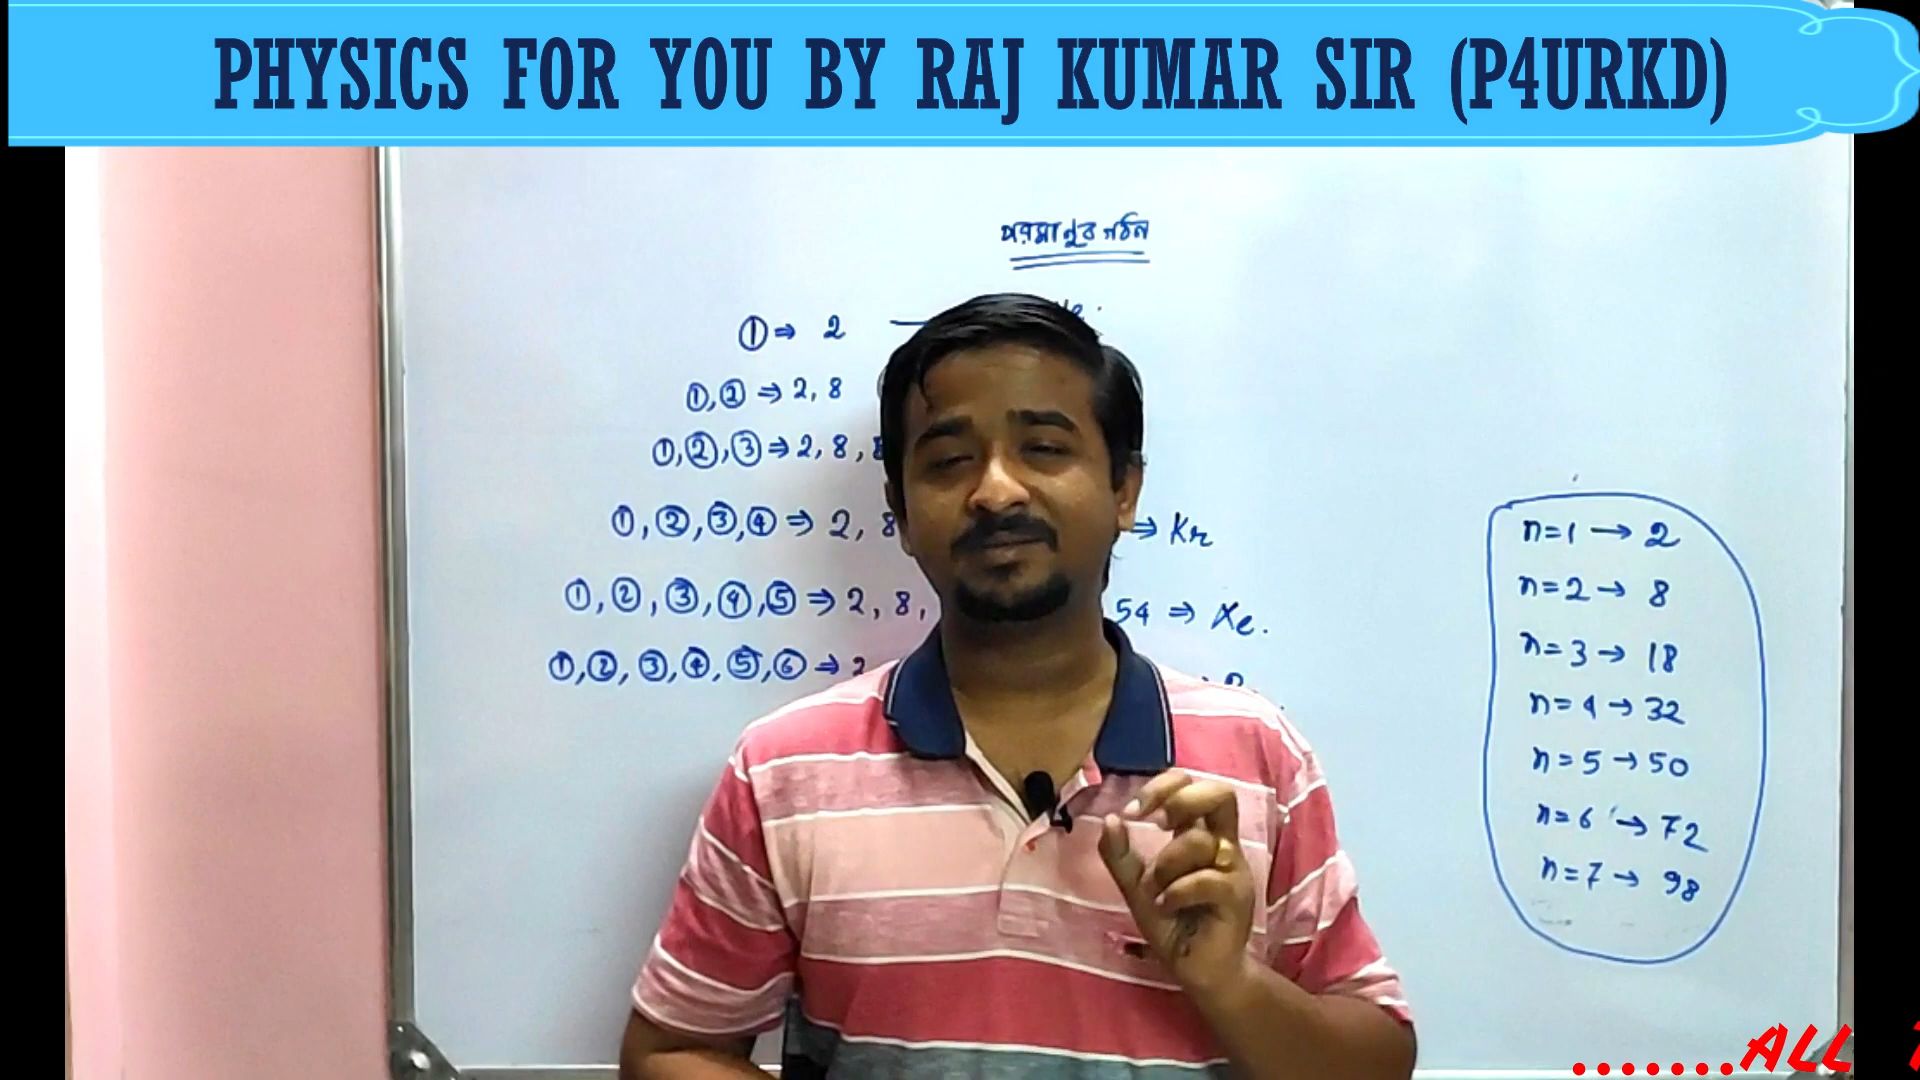 PHYSICS FOR YOU BY RAJ KUMAR SIR (P4URKD)
পরমাণুর গঠন
① ⇒ 2
①,② ⇒ 2, 8
①,②,③ ⇒ 2, 8, 8
①,②,③,④ ⇒ 2, 8 ⇒ Kr
①,②,③,④,⑤ ⇒ 2, 8, 54 ⇒ Xe.
①,②,③,④,⑤,⑥ ⇒ 2
n=1 → 2
n=2 → 8
n=3 → 18
n=4 → 32
n=5 → 50
n=6 → 72
n=7 → 98
.......ALL